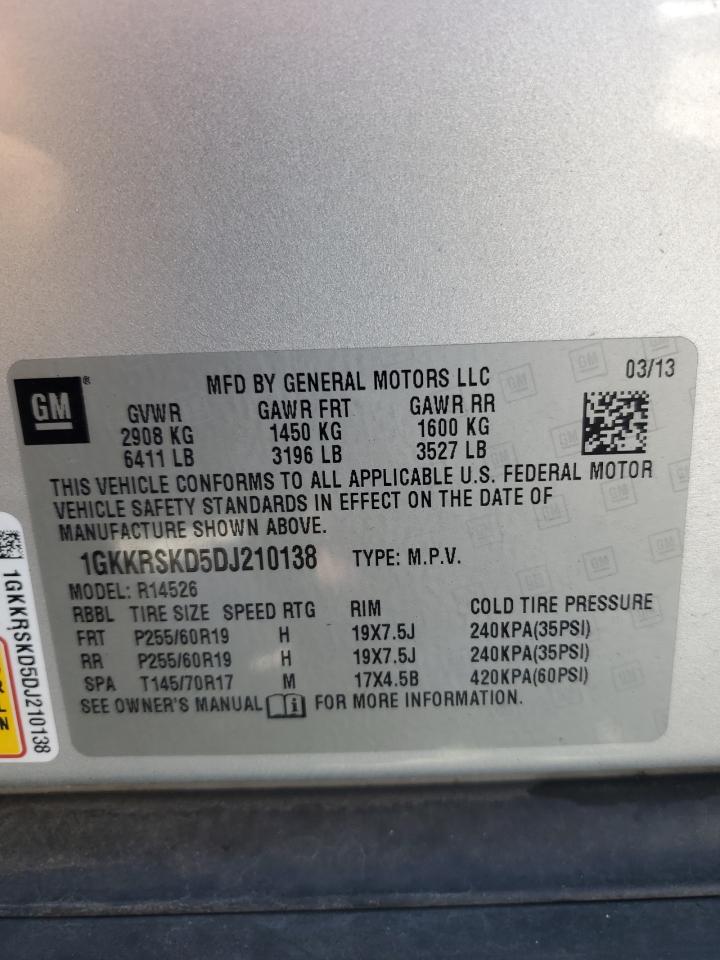 GM ®
MFD BY GENERAL MOTORS LLC
03/13
GVWR GAWR FRT GAWR RR
2908 KG 1450 KG 1600 KG
6411 LB 3196 LB 3527 LB
THIS VEHICLE CONFORMS TO ALL APPLICABLE U.S. FEDERAL MOTOR
VEHICLE SAFETY STANDARDS IN EFFECT ON THE DATE OF
MANUFACTURE SHOWN ABOVE.
1GKKRSKD5DJ210138 TYPE: M.P.V.
MODEL: R14526
RBBL TIRE SIZE SPEED RTG RIM COLD TIRE PRESSURE
FRT P255/60R19 H 19X7.5J 240KPA(35PSI)
RR P255/60R19 H 19X7.5J 240KPA(35PSI)
SPA T145/70R17 M 17X4.5B 420KPA(60PSI)
SEE OWNER'S MANUAL FOR MORE INFORMATION.
1GKKRSKD5DJ210138